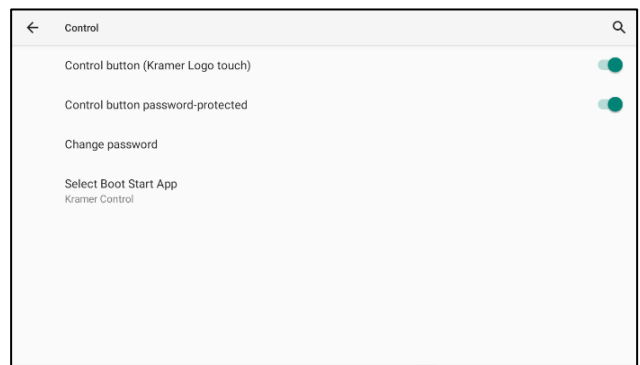 Control
Control button (Kramer Logo touch)
Control button password-protected
Change password
Select Boot Start App
Kramer Control